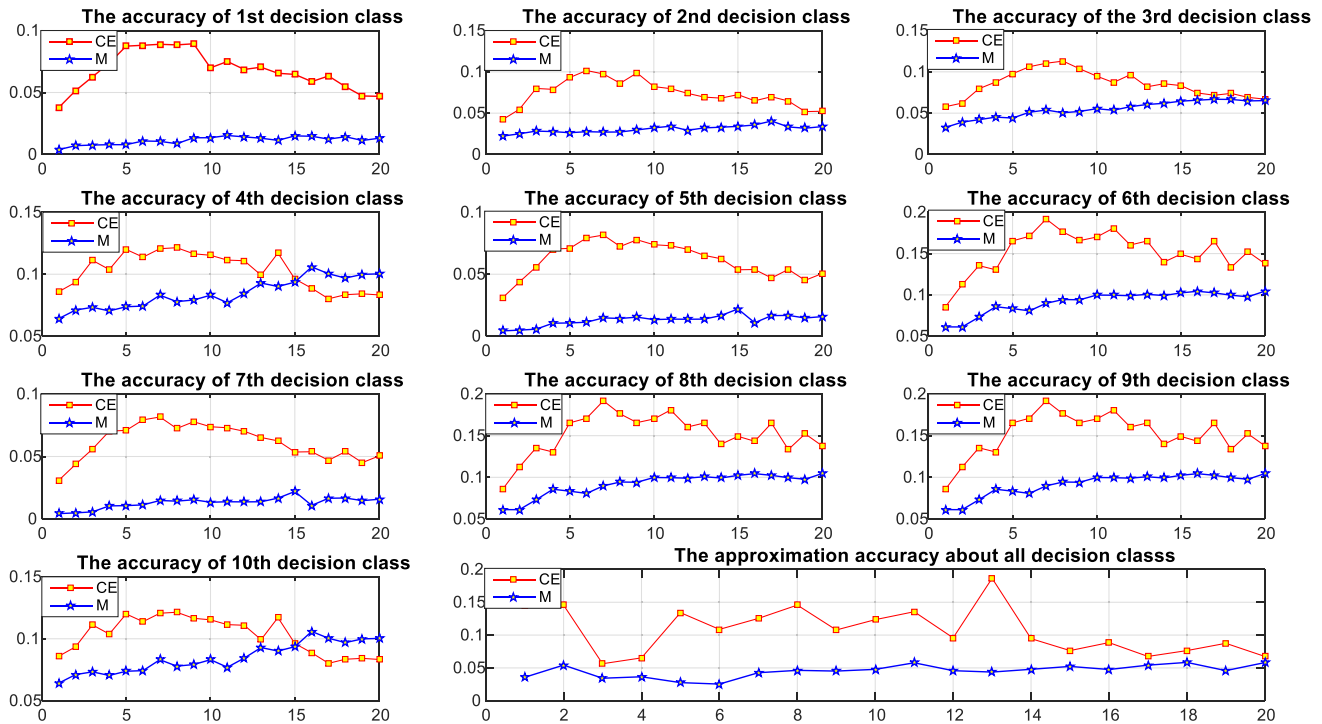 The accuracy of 1st decision class
0.1
0.05
0
CE
M
0 5 10 15 20
The accuracy of 2nd decision class
0.15
0.1
0.05
0
CE
M
0 5 10 15 20
The accuracy of the 3rd decision class
0.15
0.1
0.05
0
CE
M
0 5 10 15 20
The accuracy of 4th decision class
0.15
0.1
0.05
CE
M
0 5 10 15 20
The accuracy of 5th decision class
0.1
0.05
0
CE
M
0 5 10 15 20
The accuracy of 6th decision class
0.2
0.15
0.1
0.05
CE
M
0 5 10 15 20
The accuracy of 7th decision class
0.1
0.05
0
CE
M
0 5 10 15 20
The accuracy of 8th decision class
0.2
0.15
0.1
0.05
CE
M
0 5 10 15 20
The accuracy of 9th decision class
0.2
0.15
0.1
0.05
CE
M
0 5 10 15 20
The accuracy of 10th decision class
0.15
0.1
0.05
CE
M
0 5 10 15 20
The approximation accuracy about all decision classs
0.2
0.15
0.1
0.05
0
CE
M
0 2 4 6 8 10 12 14 16 18 20